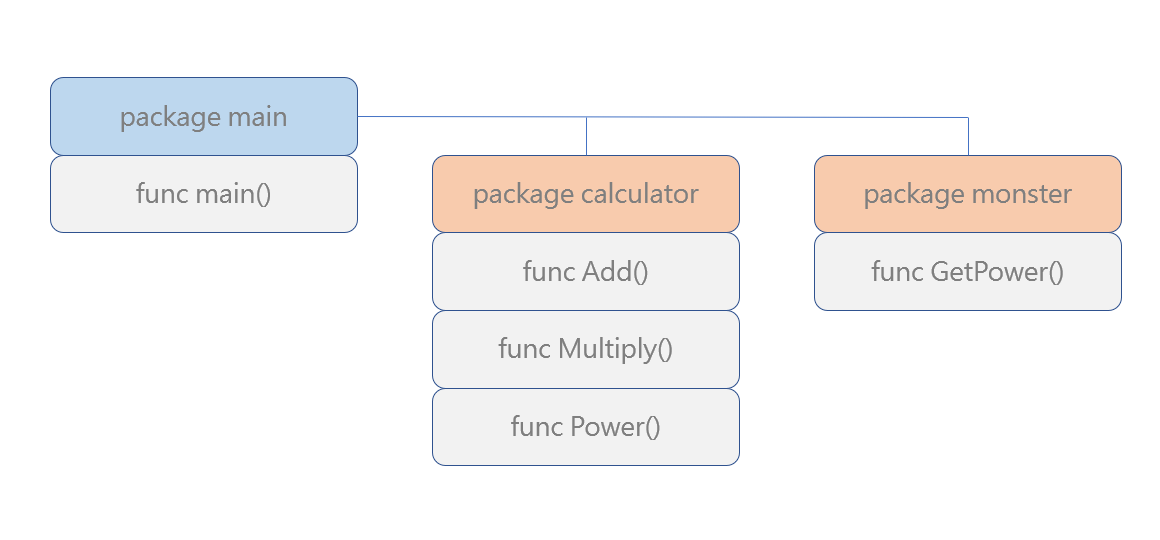 package main
func main()
package calculator
func Add()
func Multiply()
func Power()
package monster
func GetPower()